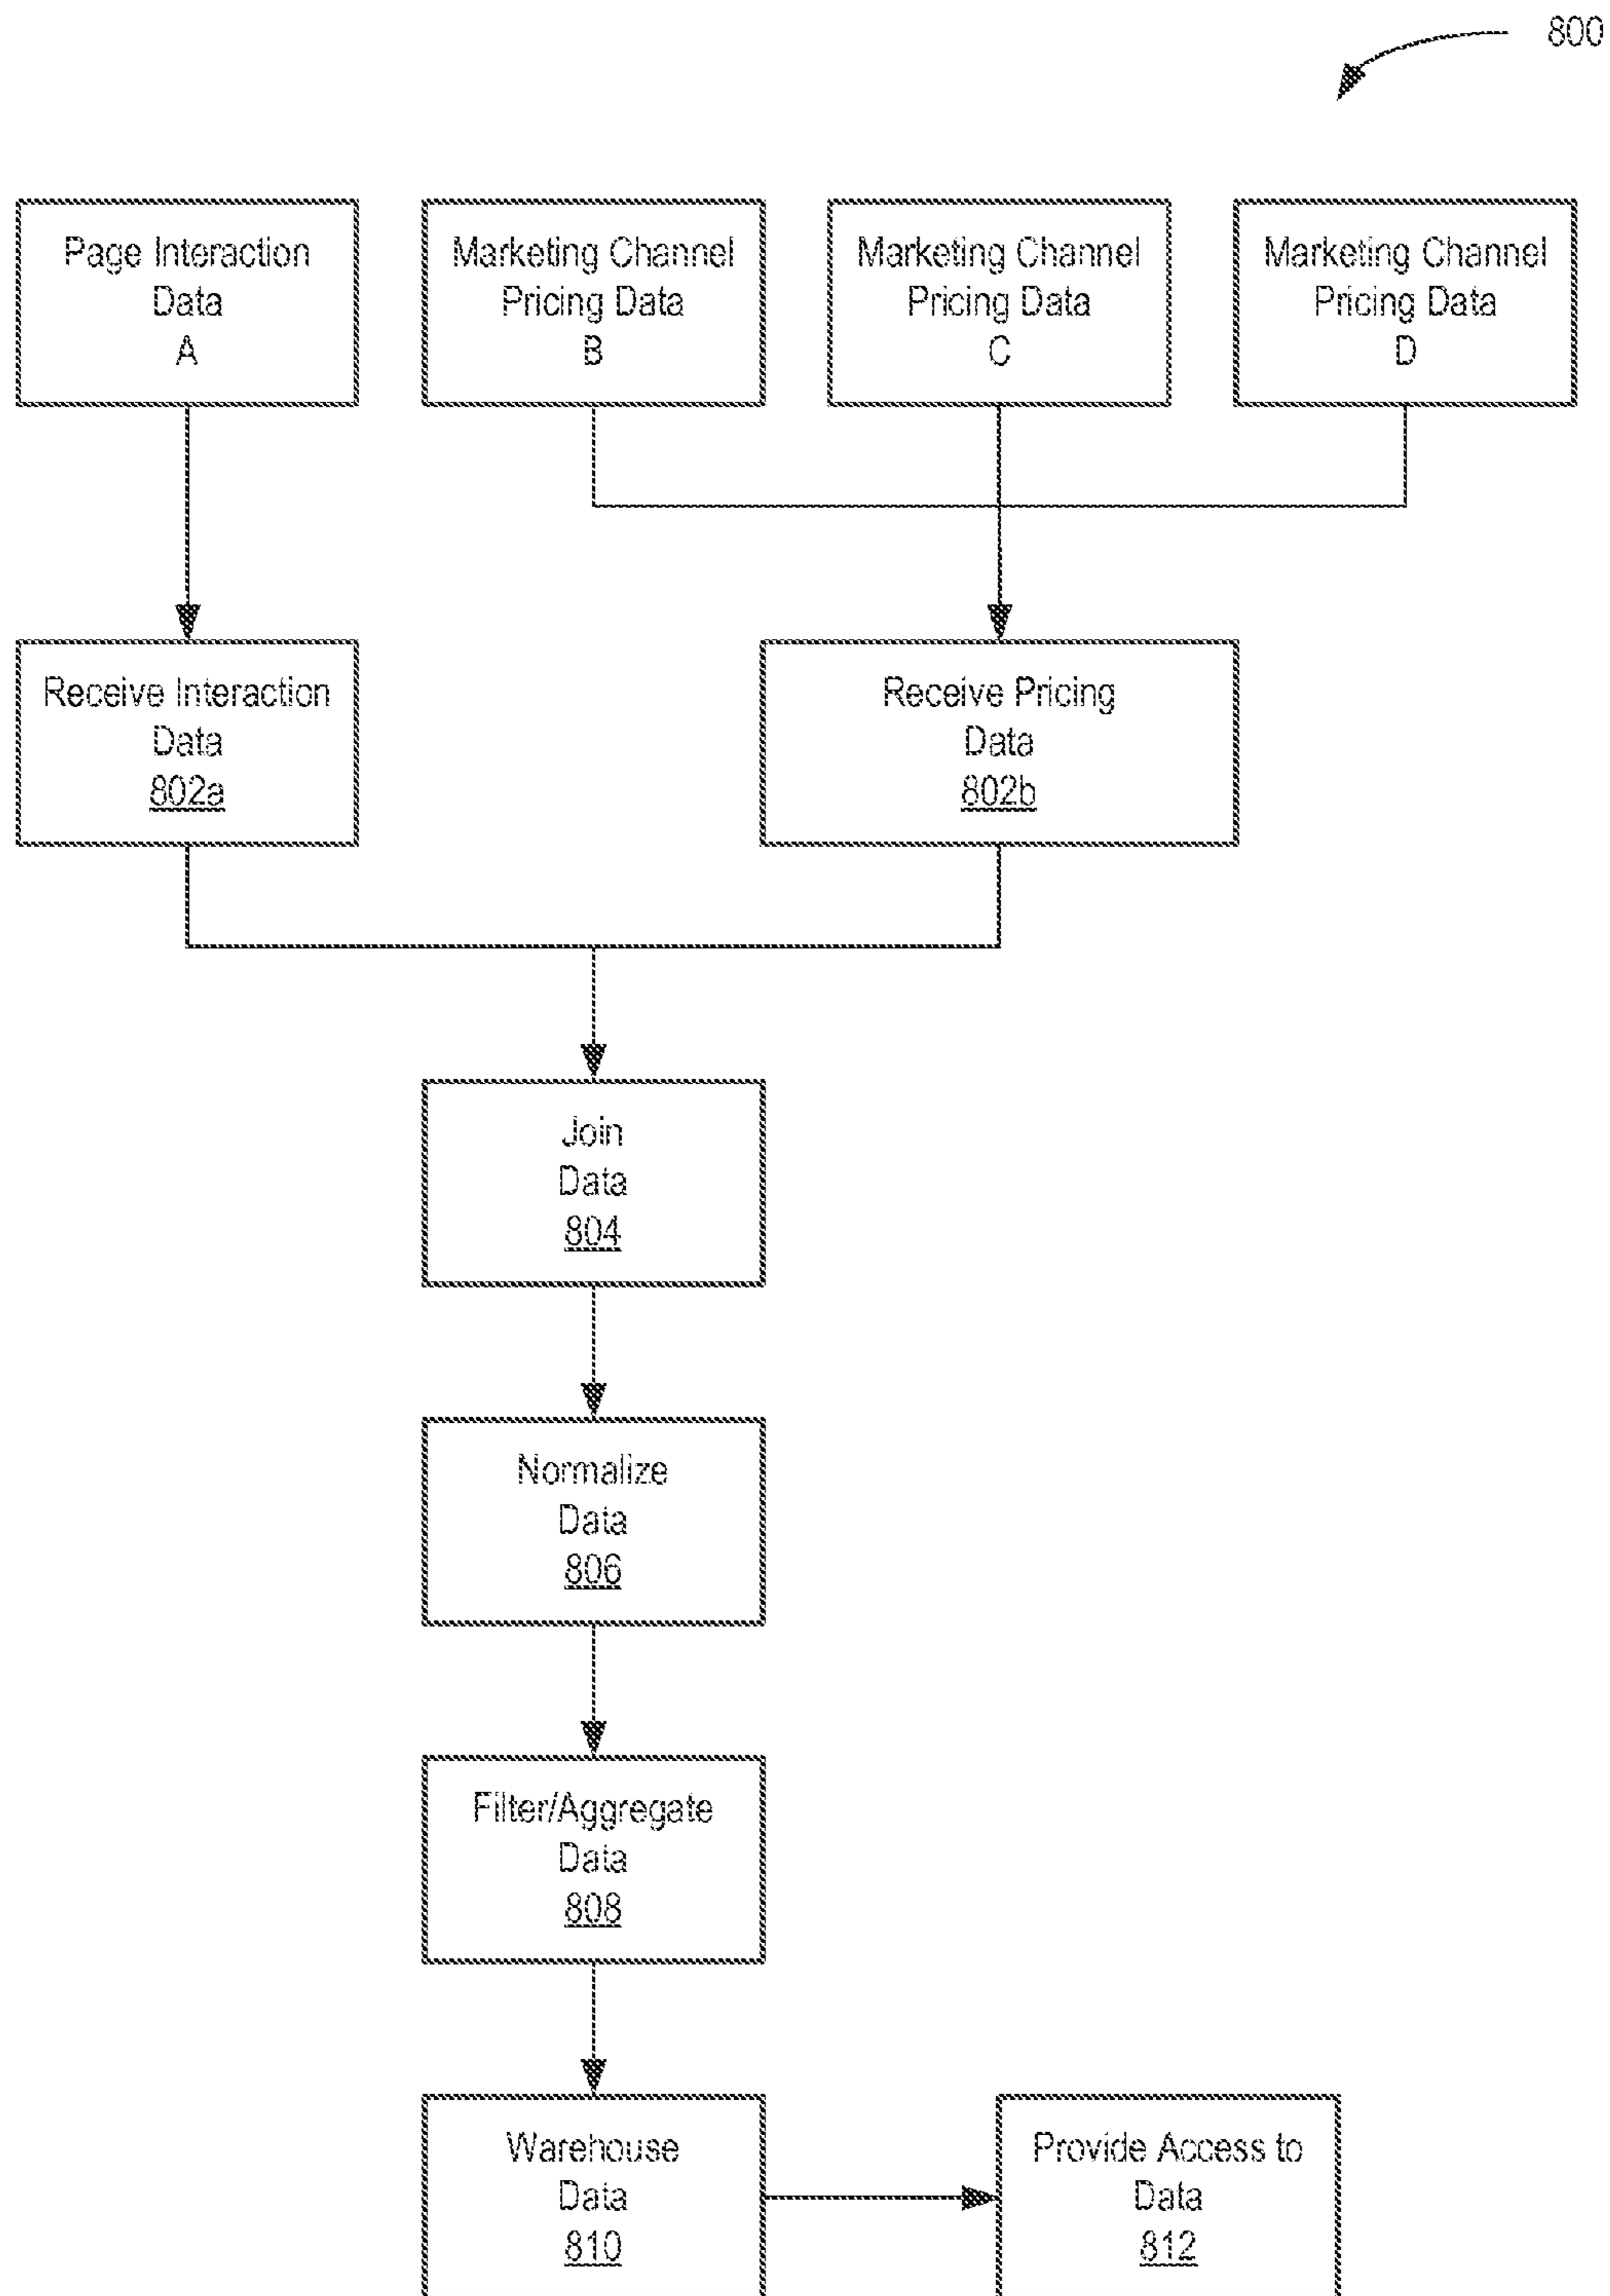 800
Page Interaction
Data
A
Marketing Channel
Pricing Data
B
Marketing Channel
Pricing Data
C
Marketing Channel
Pricing Data
D
Receive Interaction
Data
802a
Receive Pricing
Data
802b
Join
Data
804
Normalize
Data
806
Filter/Aggregate
Data
808
Warehouse
Data
810
Provide Access to
Data
812